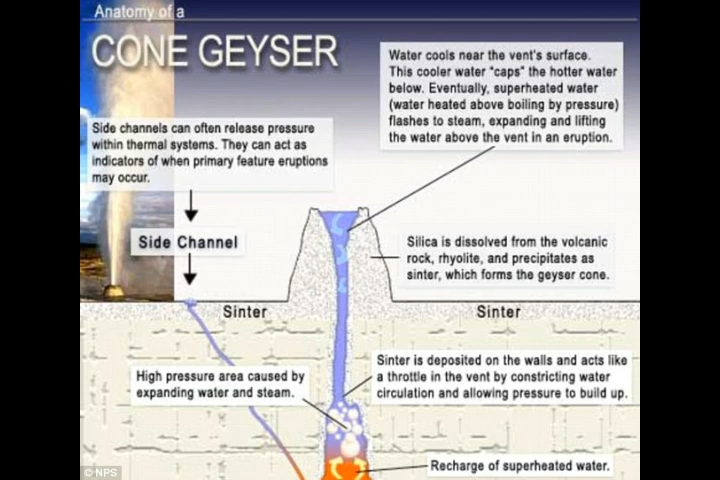 Anatomy of a
CONE GEYSER
Water cools near the vent's surface.
This cooler water "caps" the hotter water
below. Eventually, superheated water
(water heated above boiling by pressure)
flashes to steam, expanding and lifting
the water above the vent in an eruption.
Side channels can often release pressure
within thermal systems. They can act as
indicators of when primary feature eruptions
may occur.
Side Channel
Silica is dissolved from the volcanic
rock, rhyolite, and precipitates as
sinter, which forms the geyser cone.
Sinter
Sinter
Sinter is deposited on the walls and acts like
a throttle in the vent by constricting water
circulation and allowing pressure to build up.
High pressure area caused by
expanding water and steam.
Recharge of superheated water.
© NPS